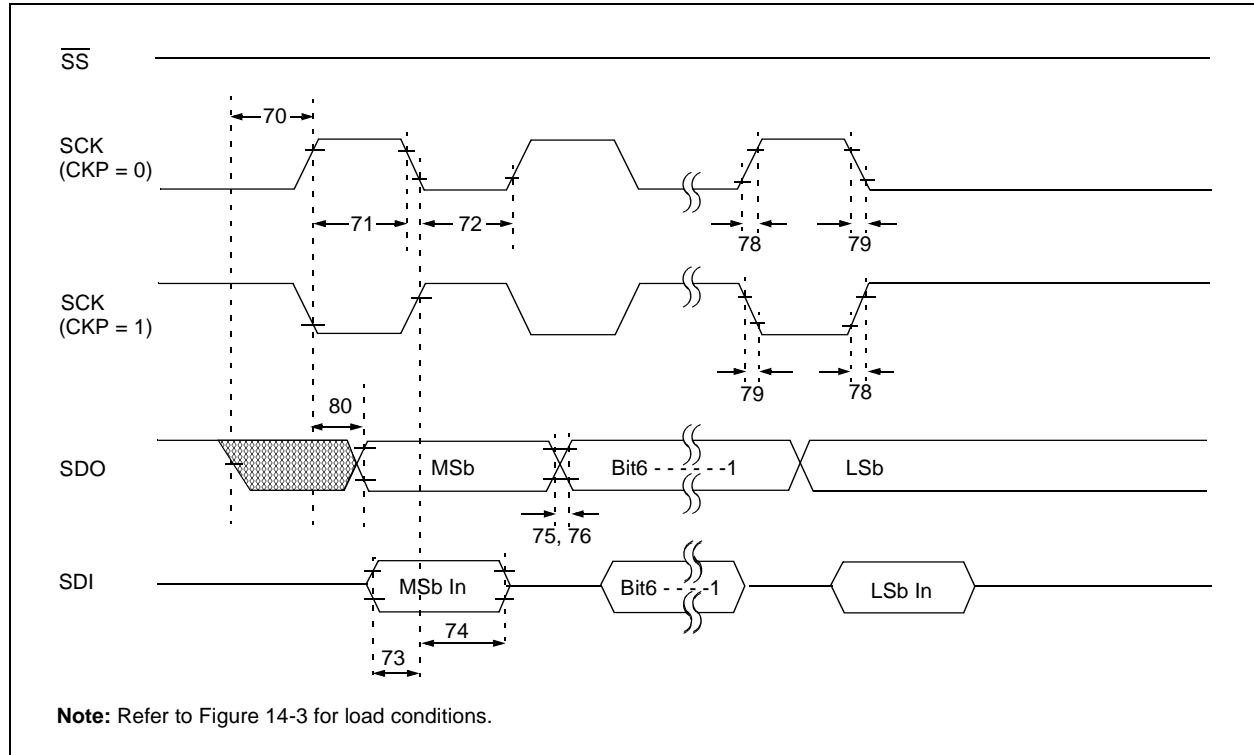 SS
70
SCK
(CKP = 0)
71
72
78
79
SCK
(CKP = 1)
79
78
80
SDO
MSb
Bit6 - - - - - -1
LSb
75, 76
SDI
MSb In
Bit6 - - - - -1
LSb In
74
73
Note: Refer to Figure 14-3 for load conditions.